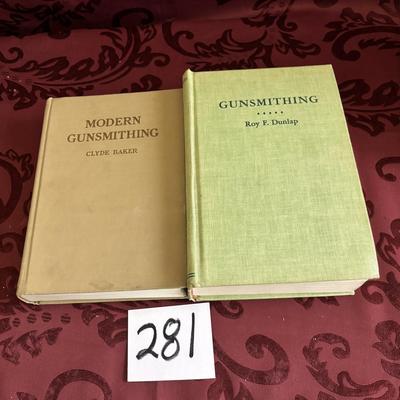 MODERN
GUNSMITHING
CLYDE BAKER
GUNSMITHING
Roy F. Dunlap
281